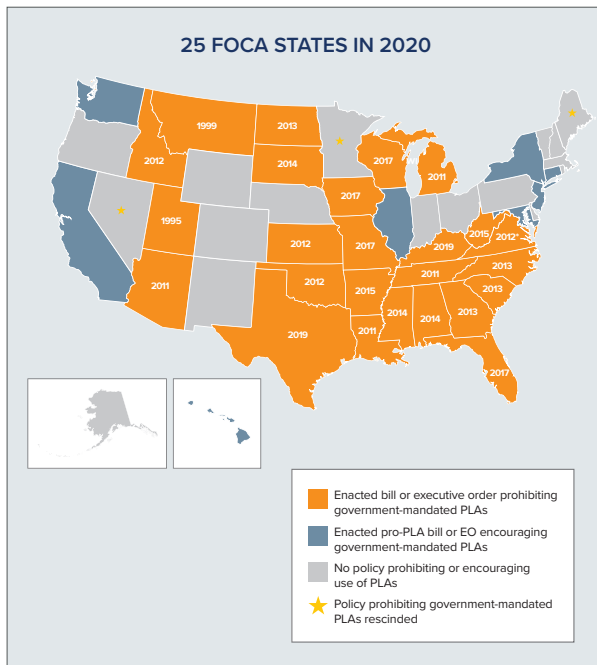 25 FOCA STATES IN 2020
1999
2013
2012
2014
2017
2011
1995
2017
2012
2017
2019
2015
2012*
2011
2012
2011
2013
2015
2013
2014
2014
2013
2019
2011
2017
Enacted bill or executive order prohibiting
government-mandated PLAs
Enacted pro-PLA bill or EO encouraging
government-mandated PLAs
No policy prohibiting or encouraging
use of PLAs
Policy prohibiting government-mandated
PLAs rescinded